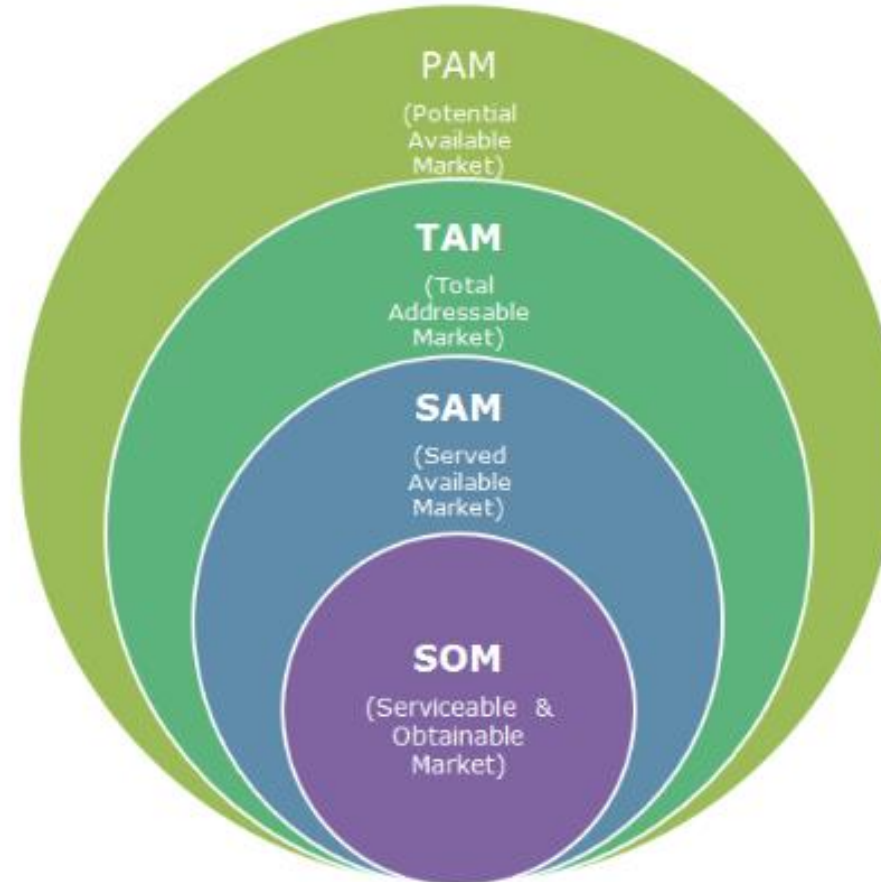 PAM
(Potential
Available
Market)
TAM
(Total
Addressable
Market)
SAM
(Served
Available
Market)
SOM
(Serviceable &
Obtainable
Market)